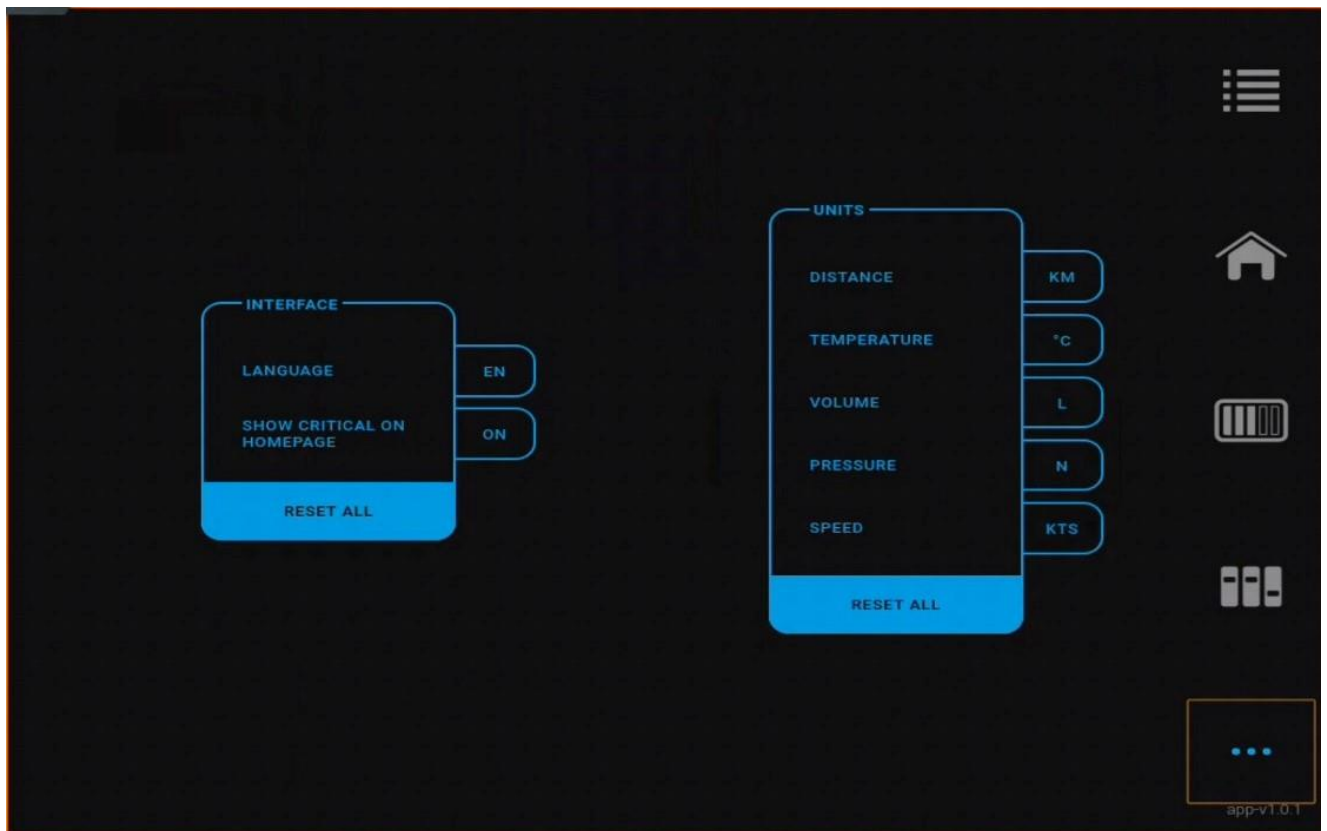 INTERFACE
LANGUAGE
EN
SHOW CRITICAL ON
HOMEPAGE
ON
RESET ALL
UNITS
DISTANCE
KM
TEMPERATURE
°C
VOLUME
L
PRESSURE
N
SPEED
KTS
RESET ALL
app-v1.0.1